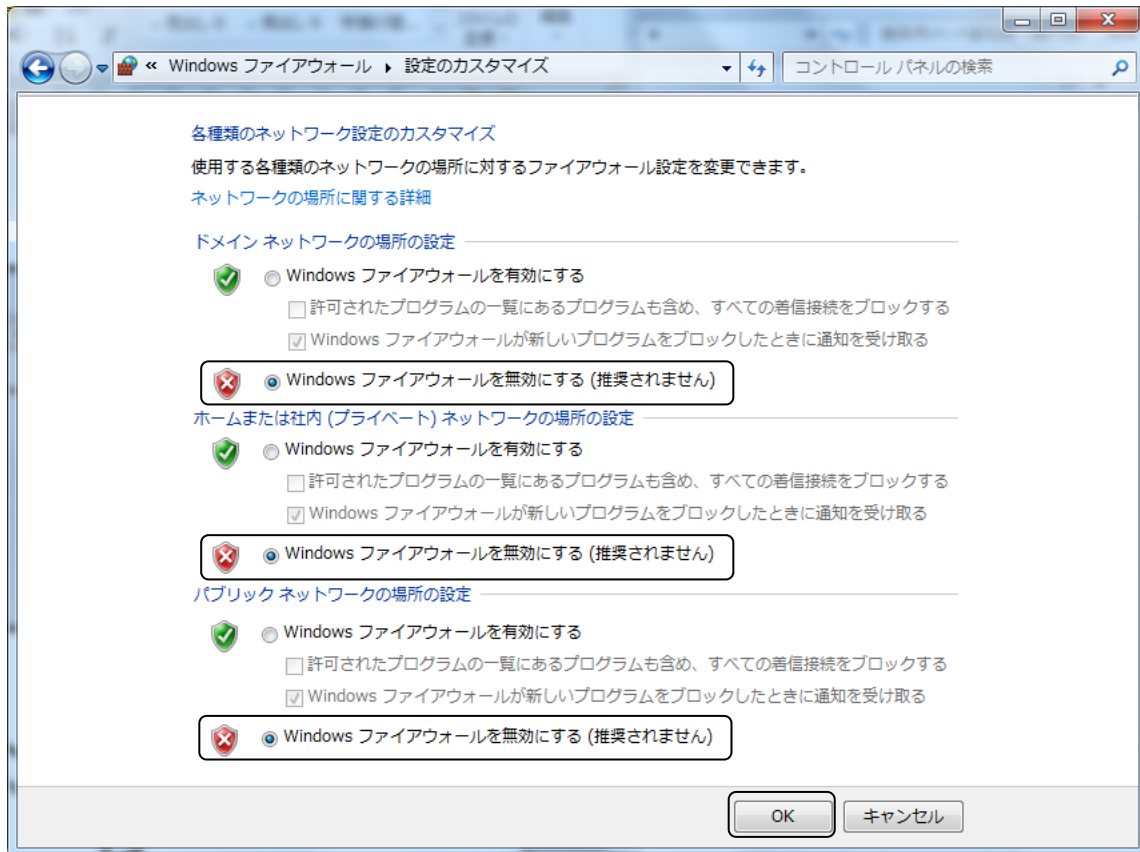 « Windows ファイアウォール ▸ 設定のカスタマイズ
コントロール パネルの検索
各種類のネットワーク設定のカスタマイズ
使用する各種類のネットワークの場所に対するファイアウォール設定を変更できます。
ネットワークの場所に関する詳細
ドメイン ネットワークの場所の設定
Windows ファイアウォールを有効にする
許可されたプログラムの一覧にあるプログラムも含め、すべての着信接続をブロックする
Windows ファイアウォールが新しいプログラムをブロックしたときに通知を受け取る
Windows ファイアウォールを無効にする (推奨されません)
ホームまたは社内 (プライベート) ネットワークの場所の設定
Windows ファイアウォールを有効にする
許可されたプログラムの一覧にあるプログラムも含め、すべての着信接続をブロックする
Windows ファイアウォールが新しいプログラムをブロックしたときに通知を受け取る
Windows ファイアウォールを無効にする (推奨されません)
パブリック ネットワークの場所の設定
Windows ファイアウォールを有効にする
許可されたプログラムの一覧にあるプログラムも含め、すべての着信接続をブロックする
Windows ファイアウォールが新しいプログラムをブロックしたときに通知を受け取る
Windows ファイアウォールを無効にする (推奨されません)
OK キャンセル